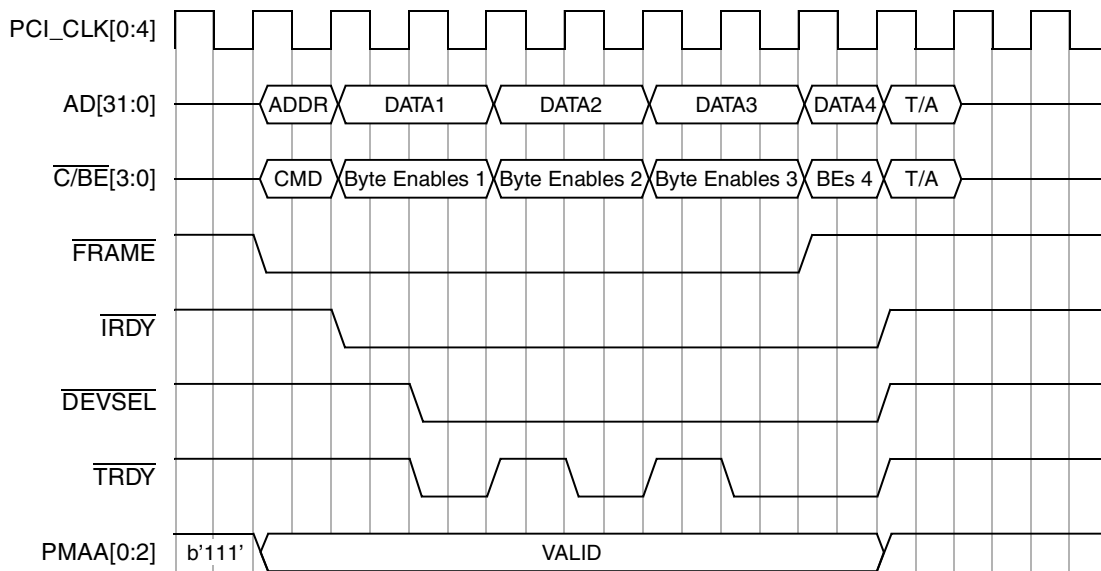 PCI_CLK[0:4]
AD[31:0] ADDR DATA1 DATA2 DATA3 DATA4 T/A
C/BE[3:0] CMD Byte Enables 1 Byte Enables 2 Byte Enables 3 BEs 4 T/A
FRAME
IRDY
DEVSEL
TRDY
PMAA[0:2] b'111' VALID